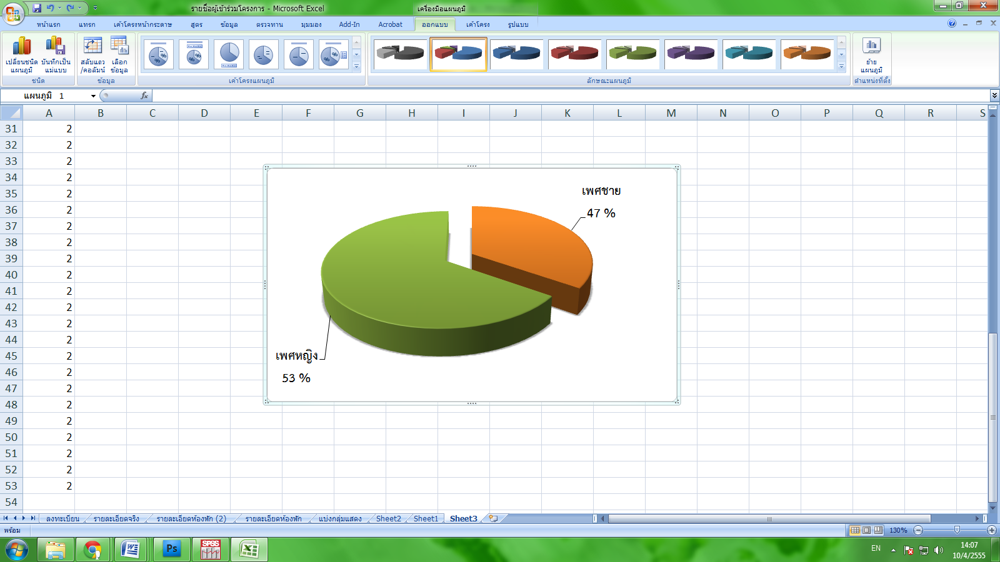 รายชื่อผู้เข้าร่วมโครงการ - Microsoft Excel
เครื่องมือแผนภูมิ
หน้าแรก แทรก เค้าโครงหน้ากระดาษ สูตร ข้อมูล ตรวจทาน มุมมอง Add-In Acrobat ออกแบบ เค้าโครง รูปแบบ
เปลี่ยนชนิด บันทึกเป็น สลับแถว เลือก ย้าย
แผนภูมิ แม่แบบ /คอลัมน์ ข้อมูล แผนภูมิ
ชนิด ข้อมูล เค้าโครงแผนภูมิ ลักษณะแผนภูมิ ตำแหน่งที่ตั้ง
แผนภูมิ 1 fx
A B C D E F G H I J K L M N O P Q R S
31 2
32 2
33 2
34 2
35 2
36 2
37 2
38 2
39 2
40 2
41 2
42 2
43 2
44 2
45 2
46 2
47 2
48 2
49 2
50 2
51 2
52 2
53 2
54
เพศชาย
47 %
เพศหญิง
53 %
ลงทะเบียน รายละเอียดจริง รายละเอียดห้องพัก (2) รายละเอียดห้องพัก แบ่งกลุ่มแสดง Sheet2 Sheet1 Sheet3
พร้อม 130%
Ps SPSS EN 14:07
10/4/2555